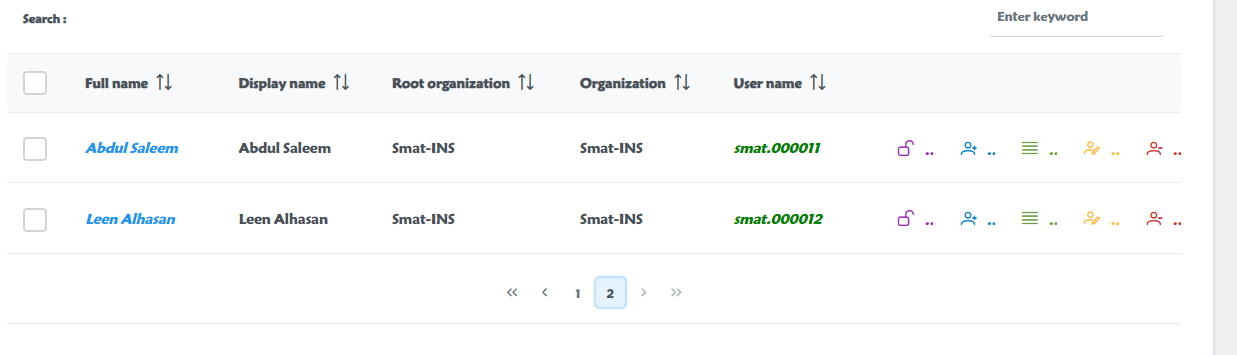 Search :
Enter keyword
Full name Display name Root organization Organization User name
Abdul Saleem Abdul Saleem Smat-INS Smat-INS smat.000011 .. .. .. .. ..
Leen Alhasan Leen Alhasan Smat-INS Smat-INS smat.000012 .. .. .. .. ..
« ‹ 1 2 › »